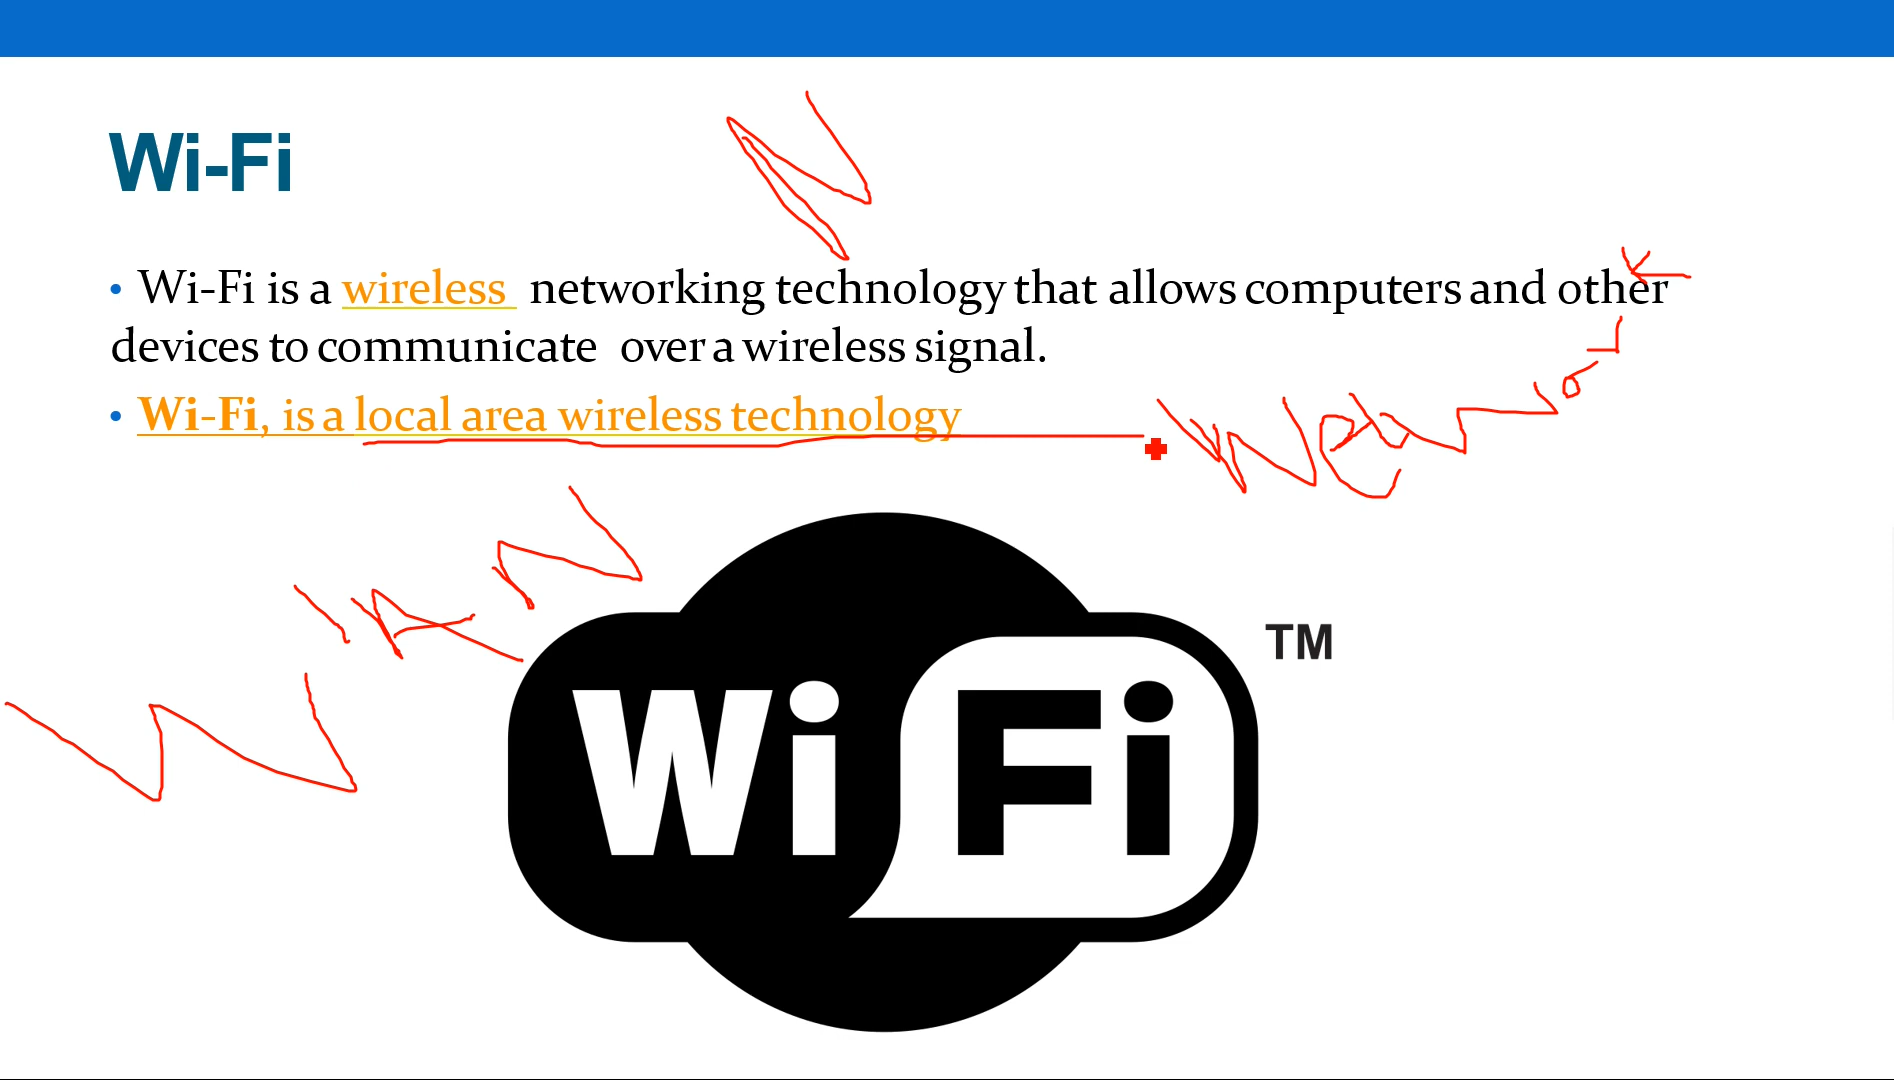 Wi-Fi
N
• Wi-Fi is a wireless networking technology that allows computers and other
devices to communicate over a wireless signal.
• Wi-Fi, is a local area wireless technology
Network
W LAN
Wi Fi TM